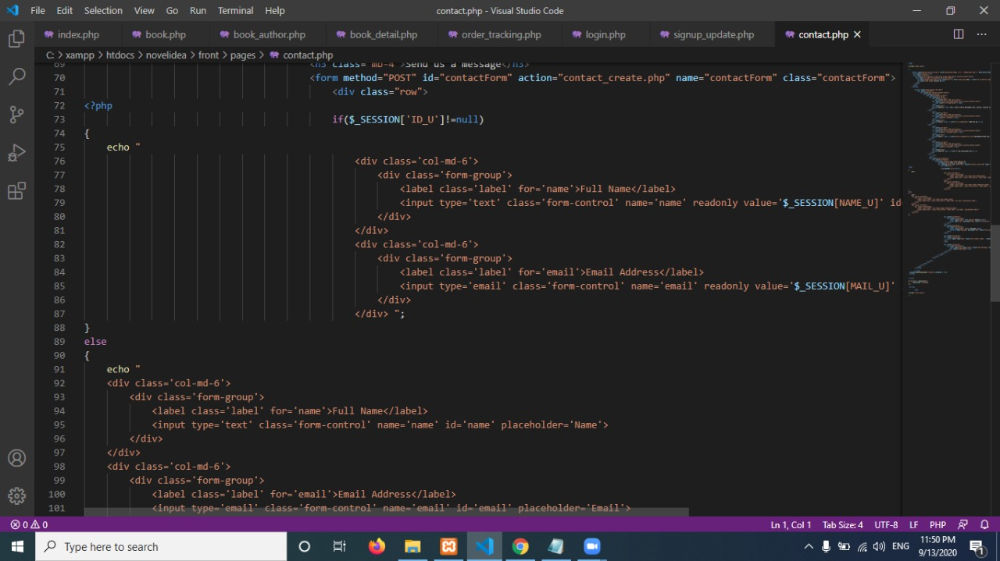 File Edit Selection View Go Run Terminal Help contact.php - Visual Studio Code
index.php book.php book_author.php book_detail.php order_tracking.php login.php signup_update.php contact.php
C: > xampp > htdocs > novelidea > front > pages > contact.php
69 <h3 class="mb-4">Send us a message</h3>
70 <form method="POST" id="contactForm" action="contact_create.php" name="contactForm" class="contactForm">
71 <div class="row">
72 <?php
73 if($_SESSION['ID_U']!=null)
74 {
75 echo "
76 <div class='col-md-6'>
77 <div class='form-group'>
78 <label class='label' for='name'>Full Name</label>
79 <input type='text' class='form-control' name='name' readonly value='$_SESSION[NAME_U]' id
80 </div>
81 </div>
82 <div class='col-md-6'>
83 <div class='form-group'>
84 <label class='label' for='email'>Email Address</label>
85 <input type='email' class='form-control' name='email' readonly value='$_SESSION[MAIL_U]'
86 </div>
87 </div> ";
88 }
89 else
90 {
91 echo "
92 <div class='col-md-6'>
93 <div class='form-group'>
94 <label class='label' for='name'>Full Name</label>
95 <input type='text' class='form-control' name='name' id='name' placeholder='Name'>
96 </div>
97 </div>
98 <div class='col-md-6'>
99 <div class='form-group'>
100 <label class='label' for='email'>Email Address</label>
101 <input type='email' class='form-control' name='email' id='email' placeholder='Email'>
0 0 Ln 1, Col 1 Tab Size: 4 UTF-8 LF PHP
Type here to search ENG 11:50 PM
9/13/2020 1